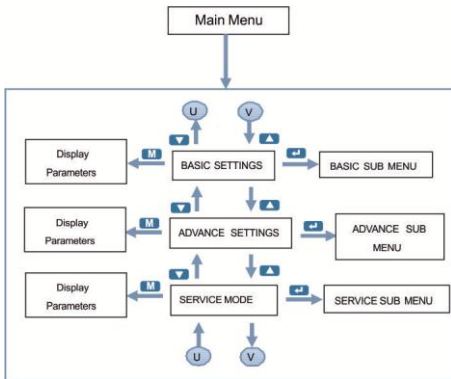 Main Menu
U V
Display
Parameters
M
BASIC SETTINGS
BASIC SUB MENU
Display
Parameters
M
ADVANCE SETTINGS
ADVANCE SUB
MENU
Display
Parameters
M
SERVICE MODE
SERVICE SUB MENU
U V